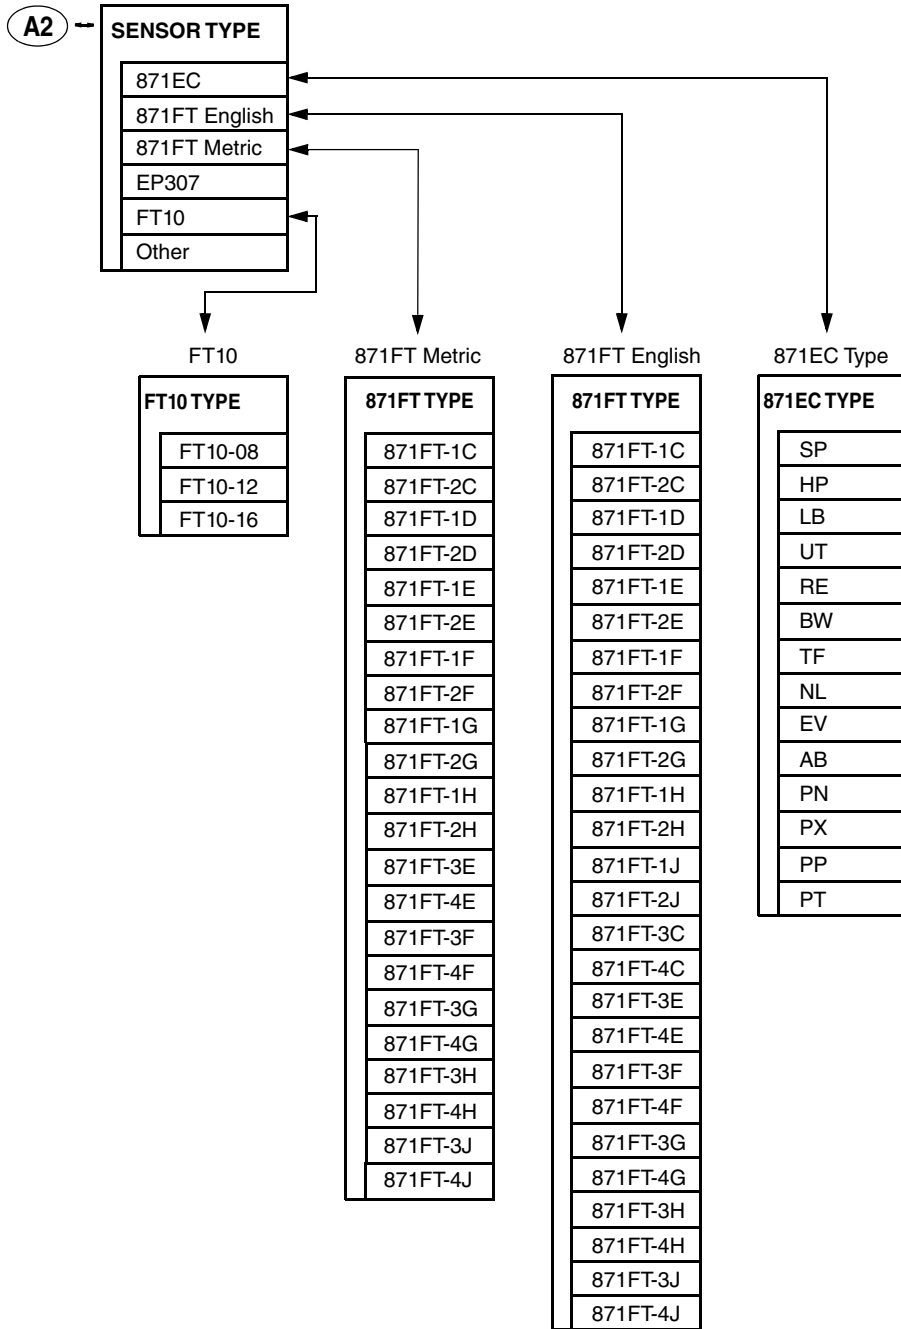 A2
SENSOR TYPE
871EC
871FT English
871FT Metric
EP307
FT10
Other
FT10
FT10 TYPE
FT10-08
FT10-12
FT10-16
871FT Metric
871FT TYPE
871FT-1C
871FT-2C
871FT-1D
871FT-2D
871FT-1E
871FT-2E
871FT-1F
871FT-2F
871FT-1G
871FT-2G
871FT-1H
871FT-2H
871FT-3E
871FT-4E
871FT-3F
871FT-4F
871FT-3G
871FT-4G
871FT-3H
871FT-4H
871FT-3J
871FT-4J
871FT English
871FT TYPE
871FT-1C
871FT-2C
871FT-1D
871FT-2D
871FT-1E
871FT-2E
871FT-1F
871FT-2F
871FT-1G
871FT-2G
871FT-1H
871FT-2H
871FT-1J
871FT-2J
871FT-3C
871FT-4C
871FT-3E
871FT-4E
871FT-3F
871FT-4F
871FT-3G
871FT-4G
871FT-3H
871FT-4H
871FT-3J
871FT-4J
871EC Type
871EC TYPE
SP
HP
LB
UT
RE
BW
TF
NL
EV
AB
PN
PX
PP
PT